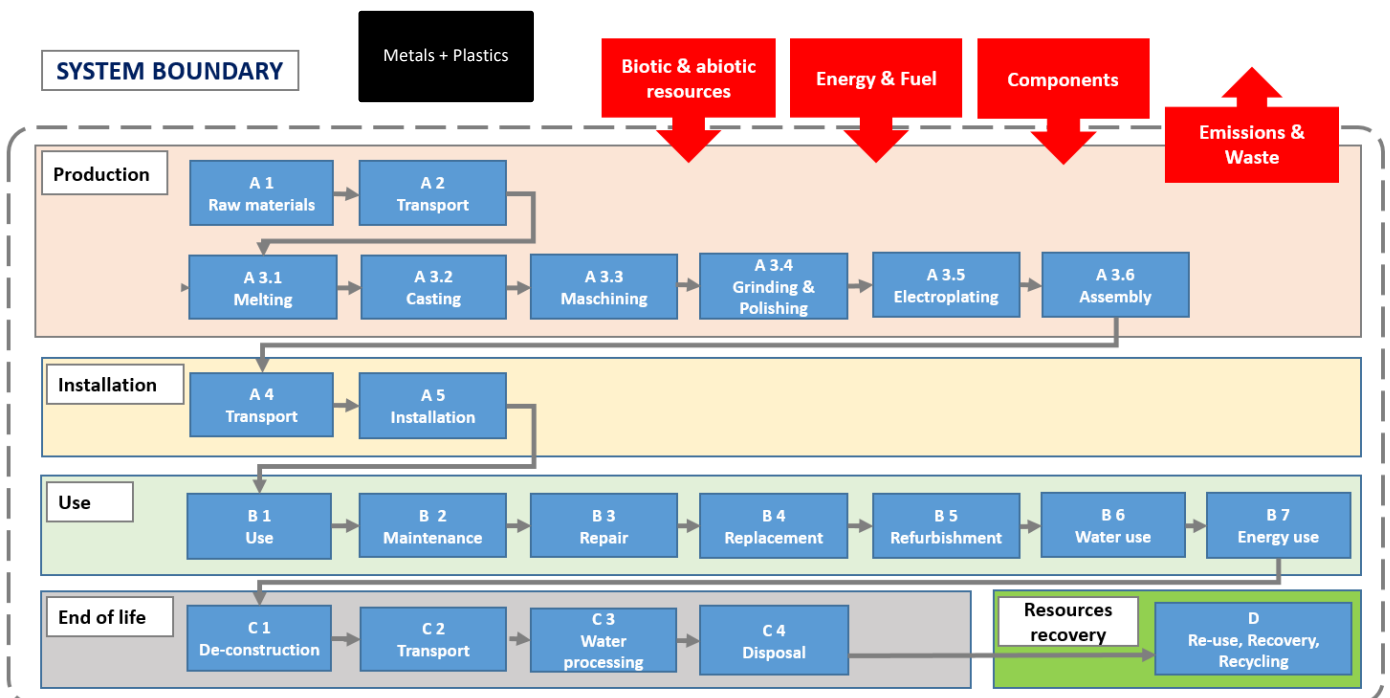 SYSTEM BOUNDARY
Metals + Plastics
Biotic & abiotic
resources
Energy & Fuel
Components
Emissions &
Waste
Production
A 1
Raw materials
A 2
Transport
A 3.1
Melting
A 3.2
Casting
A 3.3
Maschining
A 3.4
Grinding &
Polishing
A 3.5
Electroplating
A 3.6
Assembly
Installation
A 4
Transport
A 5
Installation
Use
B 1
Use
B 2
Maintenance
B 3
Repair
B 4
Replacement
B 5
Refurbishment
B 6
Water use
B 7
Energy use
End of life
C 1
De-construction
C 2
Transport
C 3
Water
processing
C 4
Disposal
Resources
recovery
D
Re-use, Recovery,
Recycling